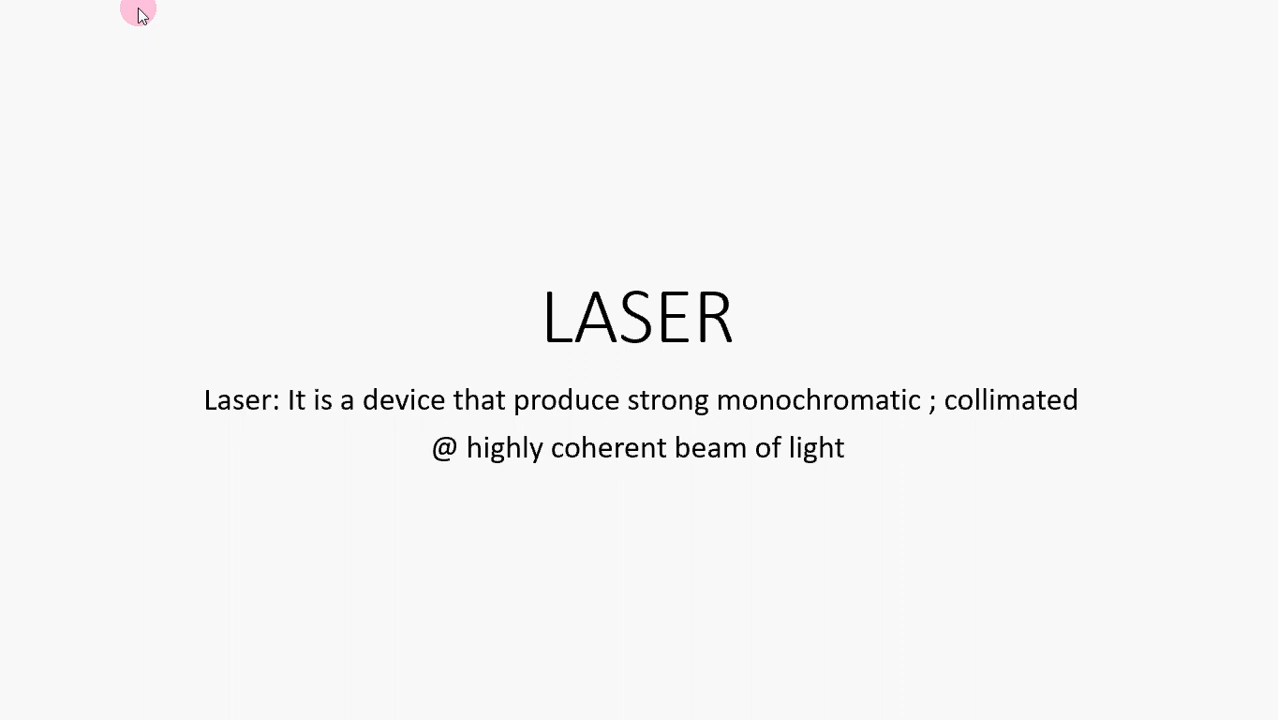 LASER
Laser: It is a device that produce strong monochromatic ; collimated
@ highly coherent beam of light